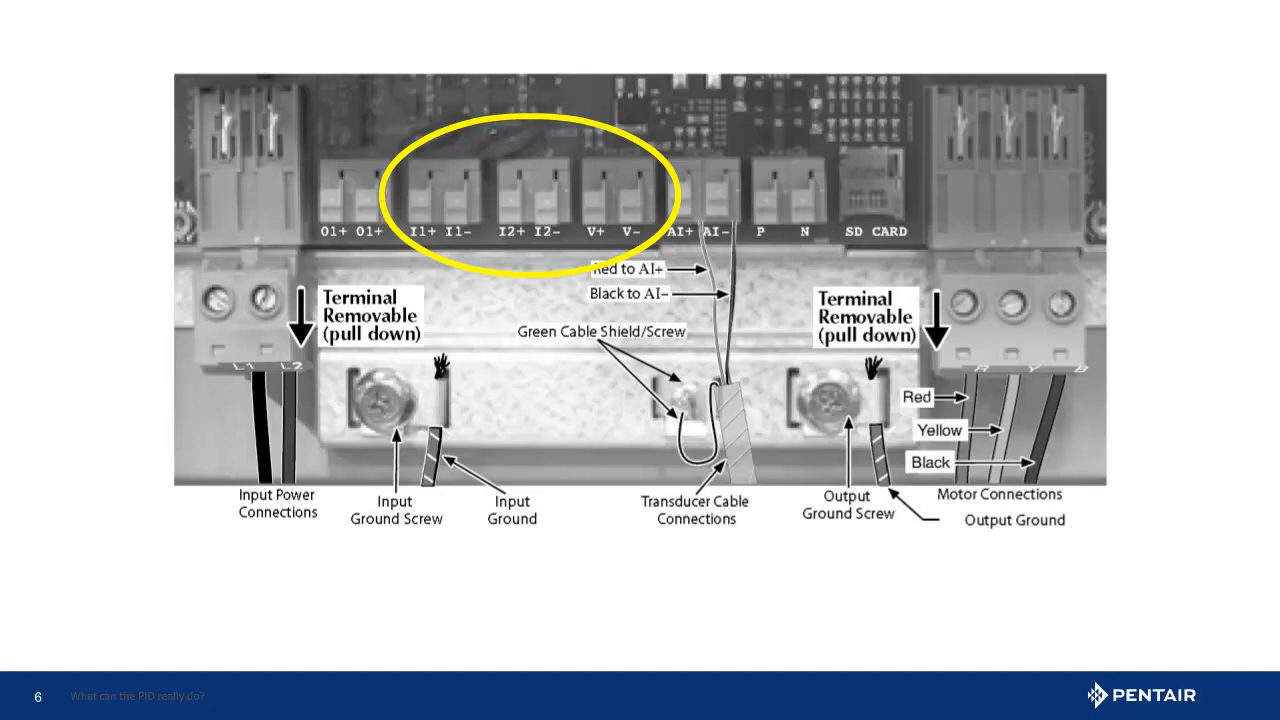 O1+ O1+ I1+ I1- I2+ I2- V+ V- AI+ AI- P N SD CARD
Red to AI+
Black to AI–
Green Cable Shield/Screw
Terminal
Removable
(pull down)
Terminal
Removable
(pull down)
L1 L2
R Y B
Red
Yellow
Black
Input Power
Connections
Input
Ground Screw
Input
Ground
Transducer Cable
Connections
Output
Ground Screw
Motor Connections
Output Ground
6
What can the PID really do?
PENTAIR